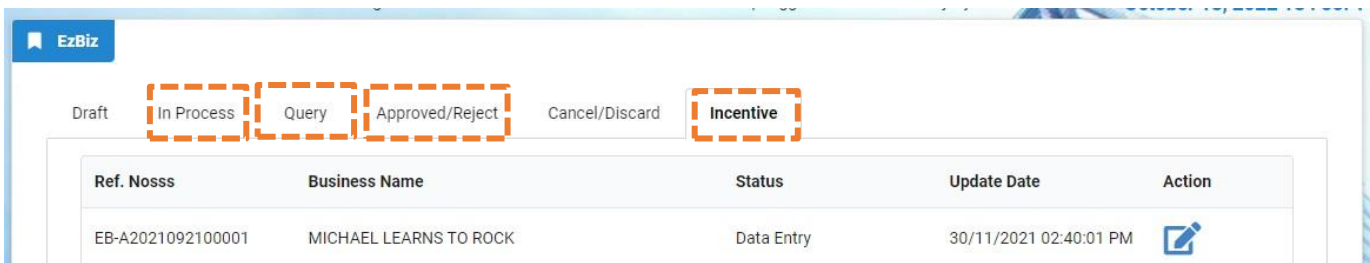 EzBiz
Draft In Process Query Approved/Reject Cancel/Discard Incentive
Ref. Nosss Business Name Status Update Date Action
EB-A2021092100001 MICHAEL LEARNS TO ROCK Data Entry 30/11/2021 02:40:01 PM